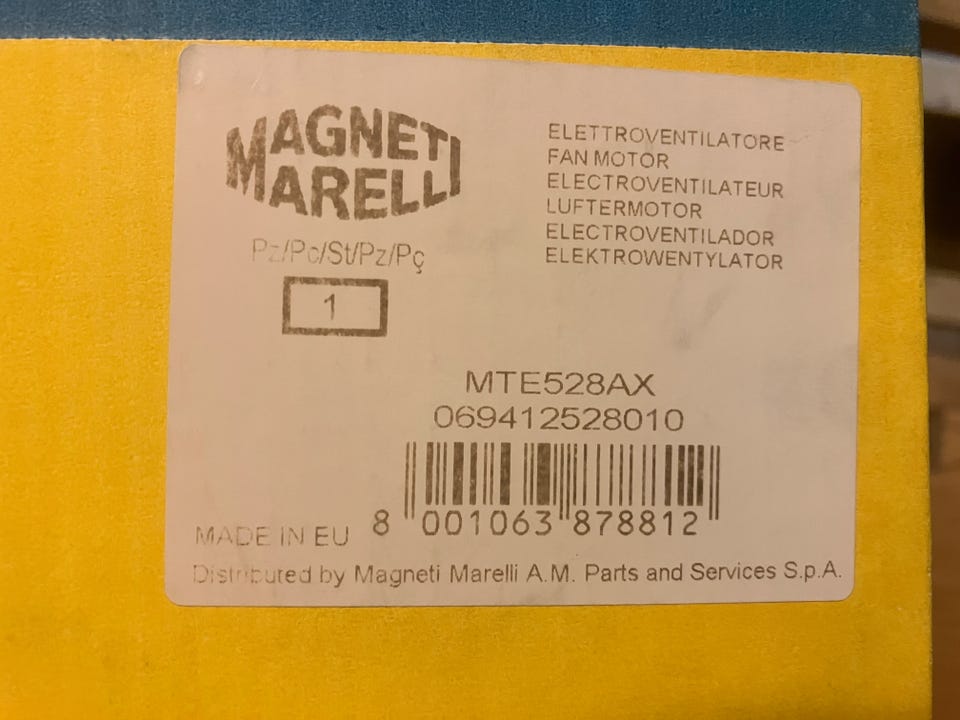 MAGNETI
MARELLI
Pz/Pc/St/Pz/Pç
1
ELETTROVENTILATORE
FAN MOTOR
ELECTROVENTILATEUR
LUFTERMOTOR
ELECTROVENTILADOR
ELEKTROWENTYLATOR
MTE528AX
069412528010
8 001063 878812
MADE IN EU
Distributed by Magneti Marelli A.M. Parts and Services S.p.A.